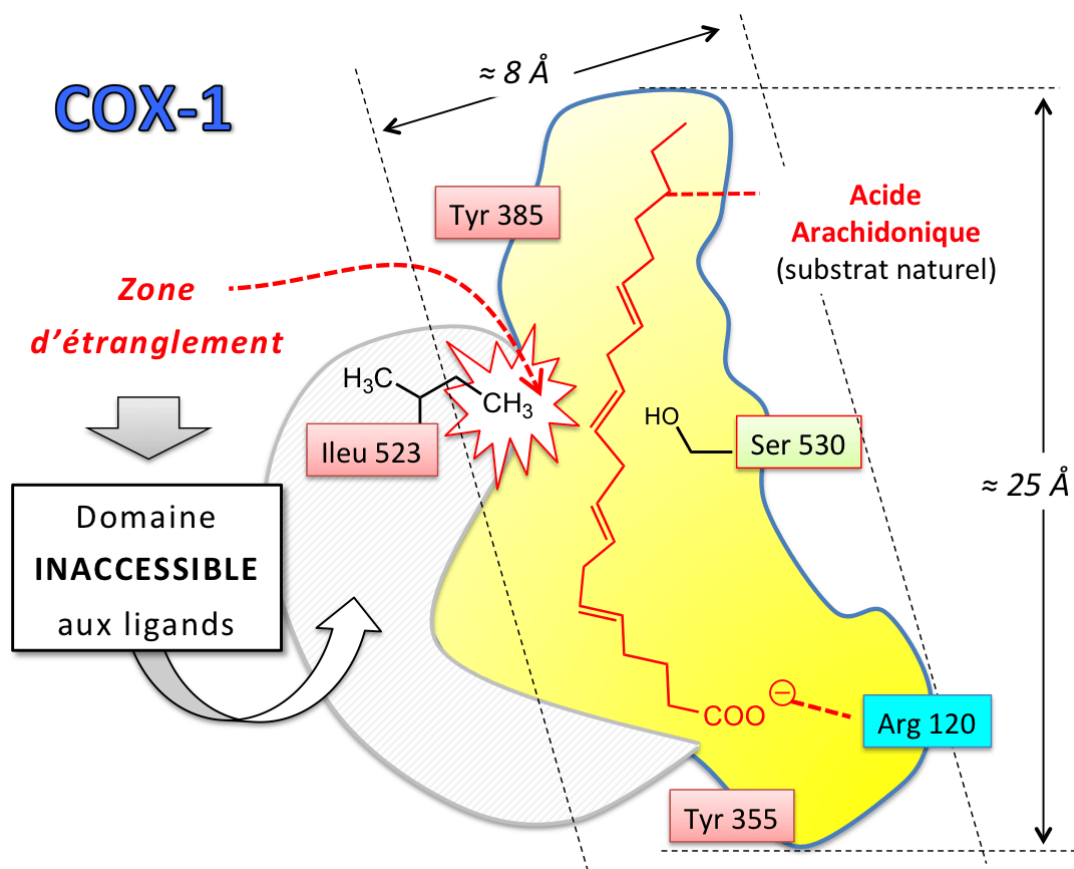 COX-1
≈ 8 Å
Tyr 385
Acide
Arachidonique
(substrat naturel)
Zone
d’étranglement
H3C
CH3
Ileu 523
HO
Ser 530
≈ 25 Å
Domaine
INACCESSIBLE
aux ligands
COO
−
Arg 120
Tyr 355